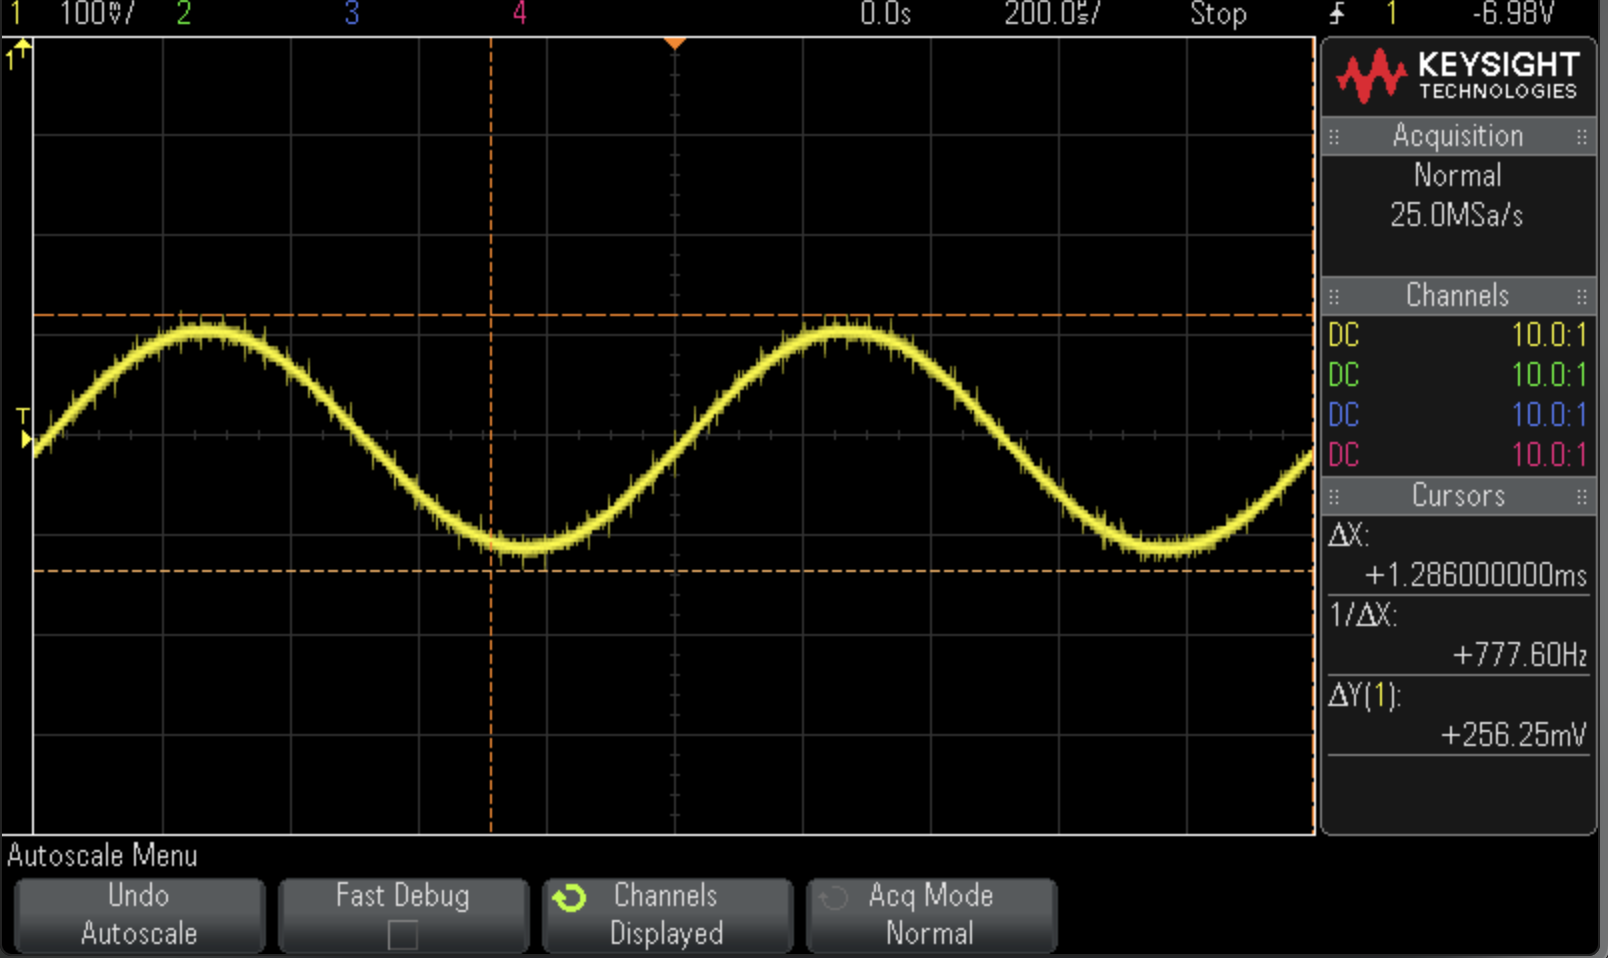 1 100mV/ 2 3 4 0.0s 200.0µs/ Stop 1 -6.98V
1
T
KEYSIGHT
TECHNOLOGIES
Acquisition
Normal
25.0MSa/s
Channels
DC 10.0:1
DC 10.0:1
DC 10.0:1
DC 10.0:1
Cursors
ΔX:
+1.286000000ms
1/ΔX:
+777.60Hz
ΔY(1):
+256.25mV
Autoscale Menu
Undo
Autoscale
Fast Debug
Channels
Displayed
Acq Mode
Normal